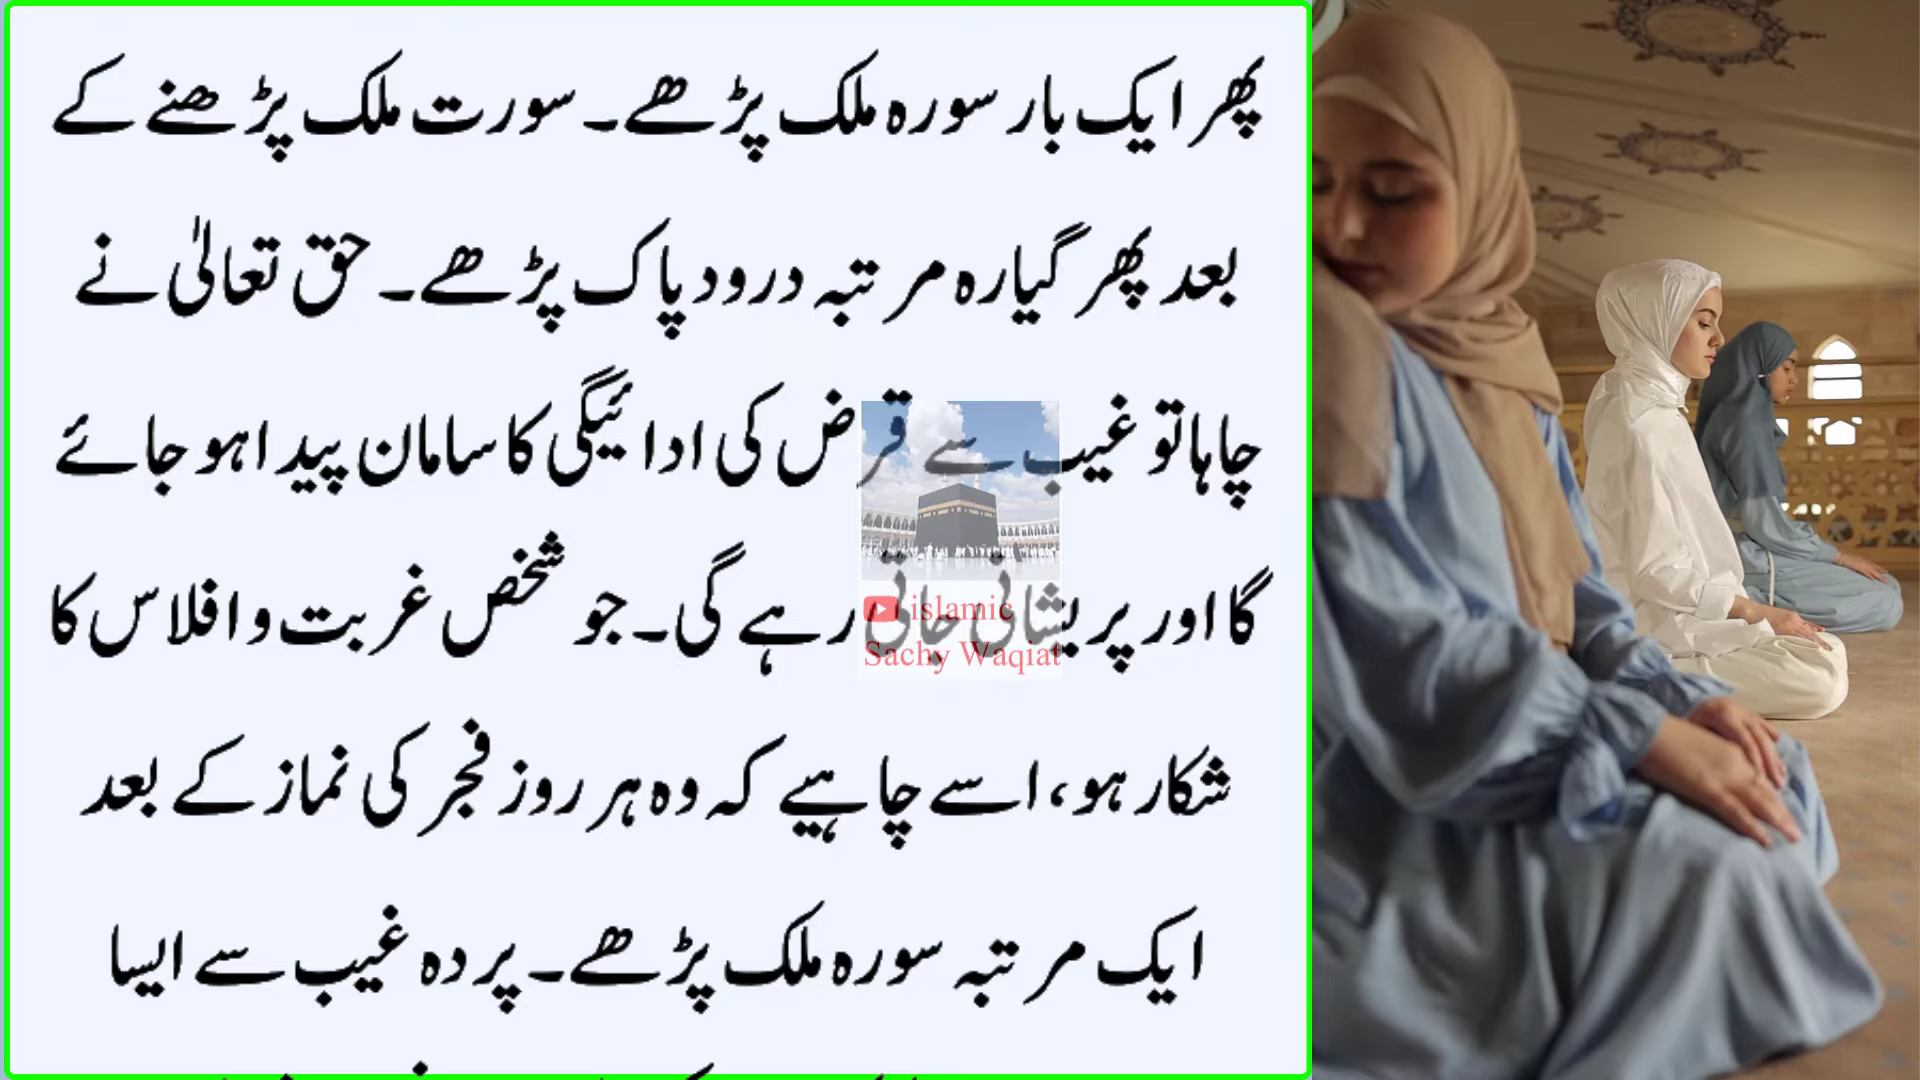 پھر ایک بار سورہ ملک پڑھے۔ سورت ملک پڑھنے کے
بعد پھر گیارہ مرتبہ درود پاک پڑھے۔ حق تعالیٰ نے
چاہا تو غیب سے قرض کی ادائیگی کا سامان پیدا ہو جائے
گا اور پریشانی جاتی رہے گی۔ جو شخص غربت و افلاس کا
شکار ہو، اسے چاہیے کہ وہ ہر روز فجر کی نماز کے بعد
ایک مرتبہ سورہ ملک پڑھے۔ پردہ غیب سے ایسا
islamic
Sachy Waqiat